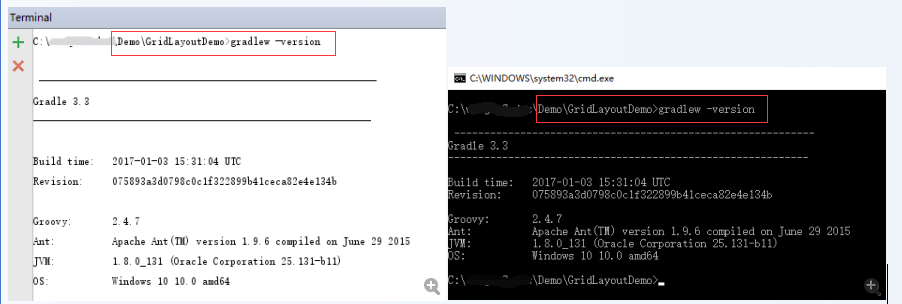 Terminal
C:\ \Demo\GridLayoutDemo>gradlew -version
Gradle 3.3
Build time: 2017-01-03 15:31:04 UTC
Revision: 075893a3d0798c0c1f322899b41ceca82e4e134b
Groovy: 2.4.7
Ant: Apache Ant(TM) version 1.9.6 compiled on June 29 2015
JVM: 1.8.0_131 (Oracle Corporation 25.131-b11)
OS: Windows 10 10.0 amd64
C:\WINDOWS\system32\cmd.exe
C:\ \Demo\GridLayoutDemo>gradlew -version
------------------------------------------------------------
Gradle 3.3
------------------------------------------------------------
Build time: 2017-01-03 15:31:04 UTC
Revision: 075893a3d0798c0c1f322899b41ceca82e4e134b
Groovy: 2.4.7
Ant: Apache Ant(TM) version 1.9.6 compiled on June 29 2015
JVM: 1.8.0_131 (Oracle Corporation 25.131-b11)
OS: Windows 10 10.0 amd64
C:\ \Demo\GridLayoutDemo>